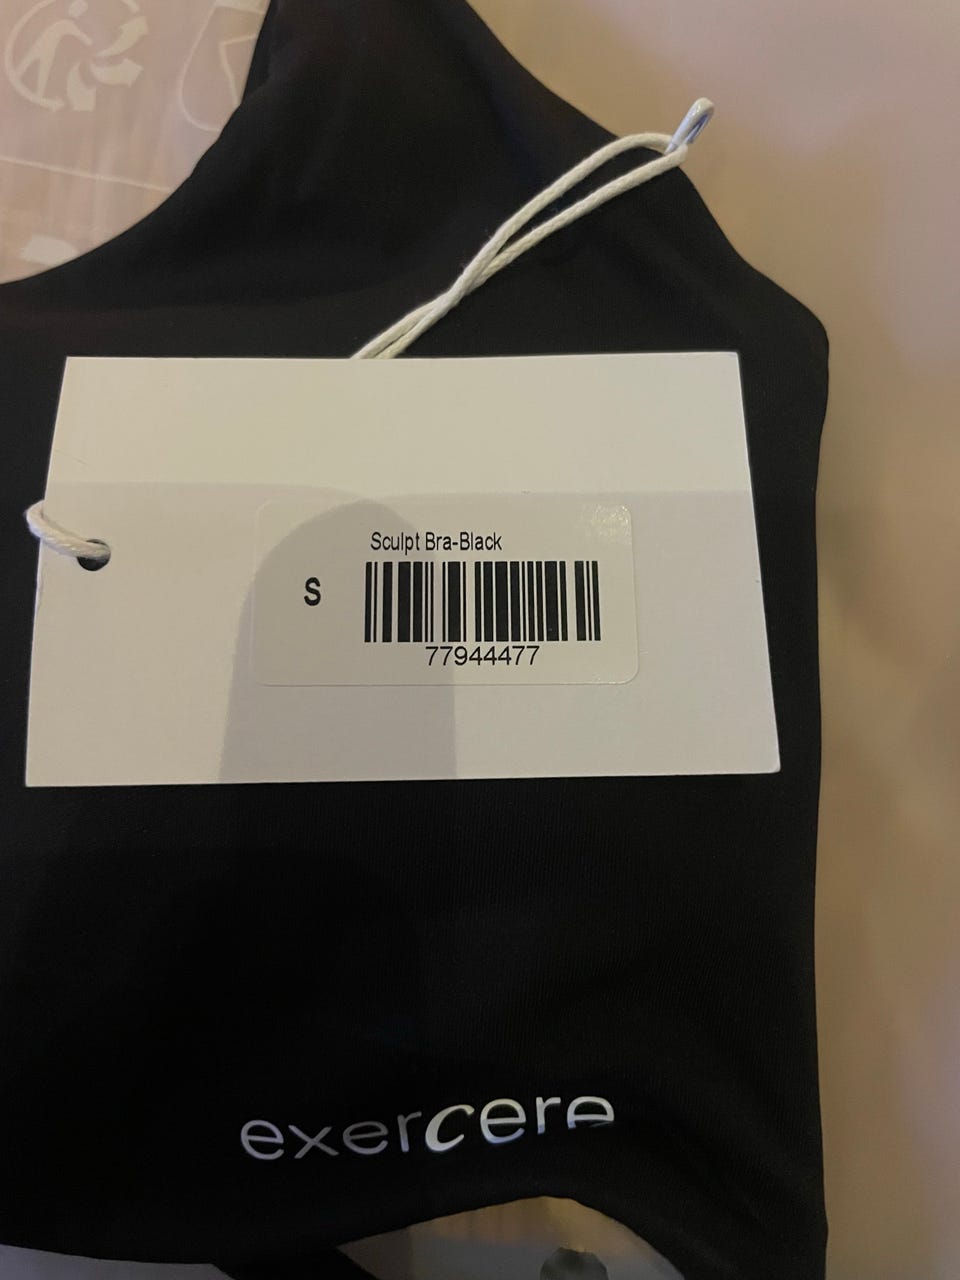 Sculpt Bra-Black
S
77944477
exercere